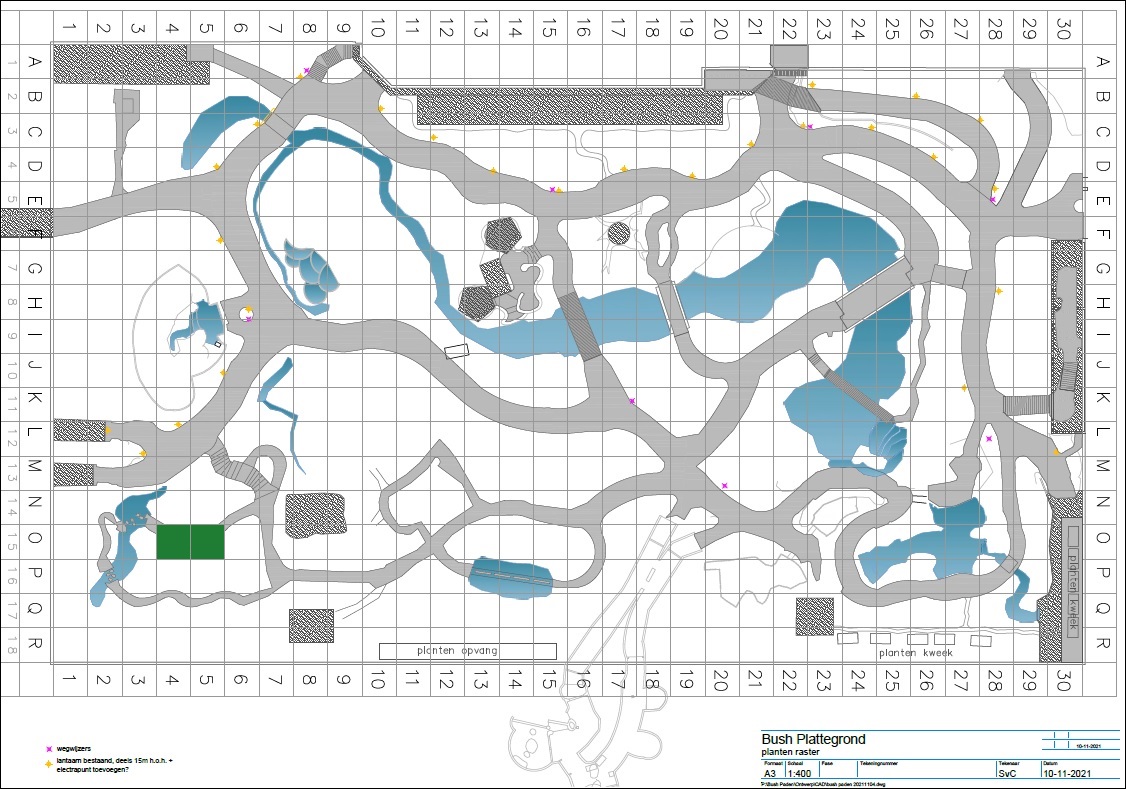 1 2 3 4 5 6 7 8 9 10 11 12 13 14 15 16 17 18 19 20 21 22 23 24 25 26 27 28 29 30
1 A A
2 B B
3 C C
4 D D
5 E E
F F
7 G G
8 H H
9 I I
10 J J
11 K K
12 L L
13 M M
14 N N
15 O O
16 P P
17 Q Q
18 R R
planten kweek
planten opvang
planten kweek
1 2 3 4 5 6 7 8 9 10 11 12 13 14 15 16 17 18 19 20 21 22 23 24 25 26 27 28 29 30
wegwijzers
lantaarn bestaand, deels 15m h.o.h. +
electrapunt toevoegen?
Bush Plattegrond
planten raster
10-11-2021
Formaat Schaal Fase Tekeningnummer Tekenaar Datum
A3 1:400 SvC 10-11-2021
P:\Bush Paden\Ontwerp\CAD\bush paden 20211104.dwg